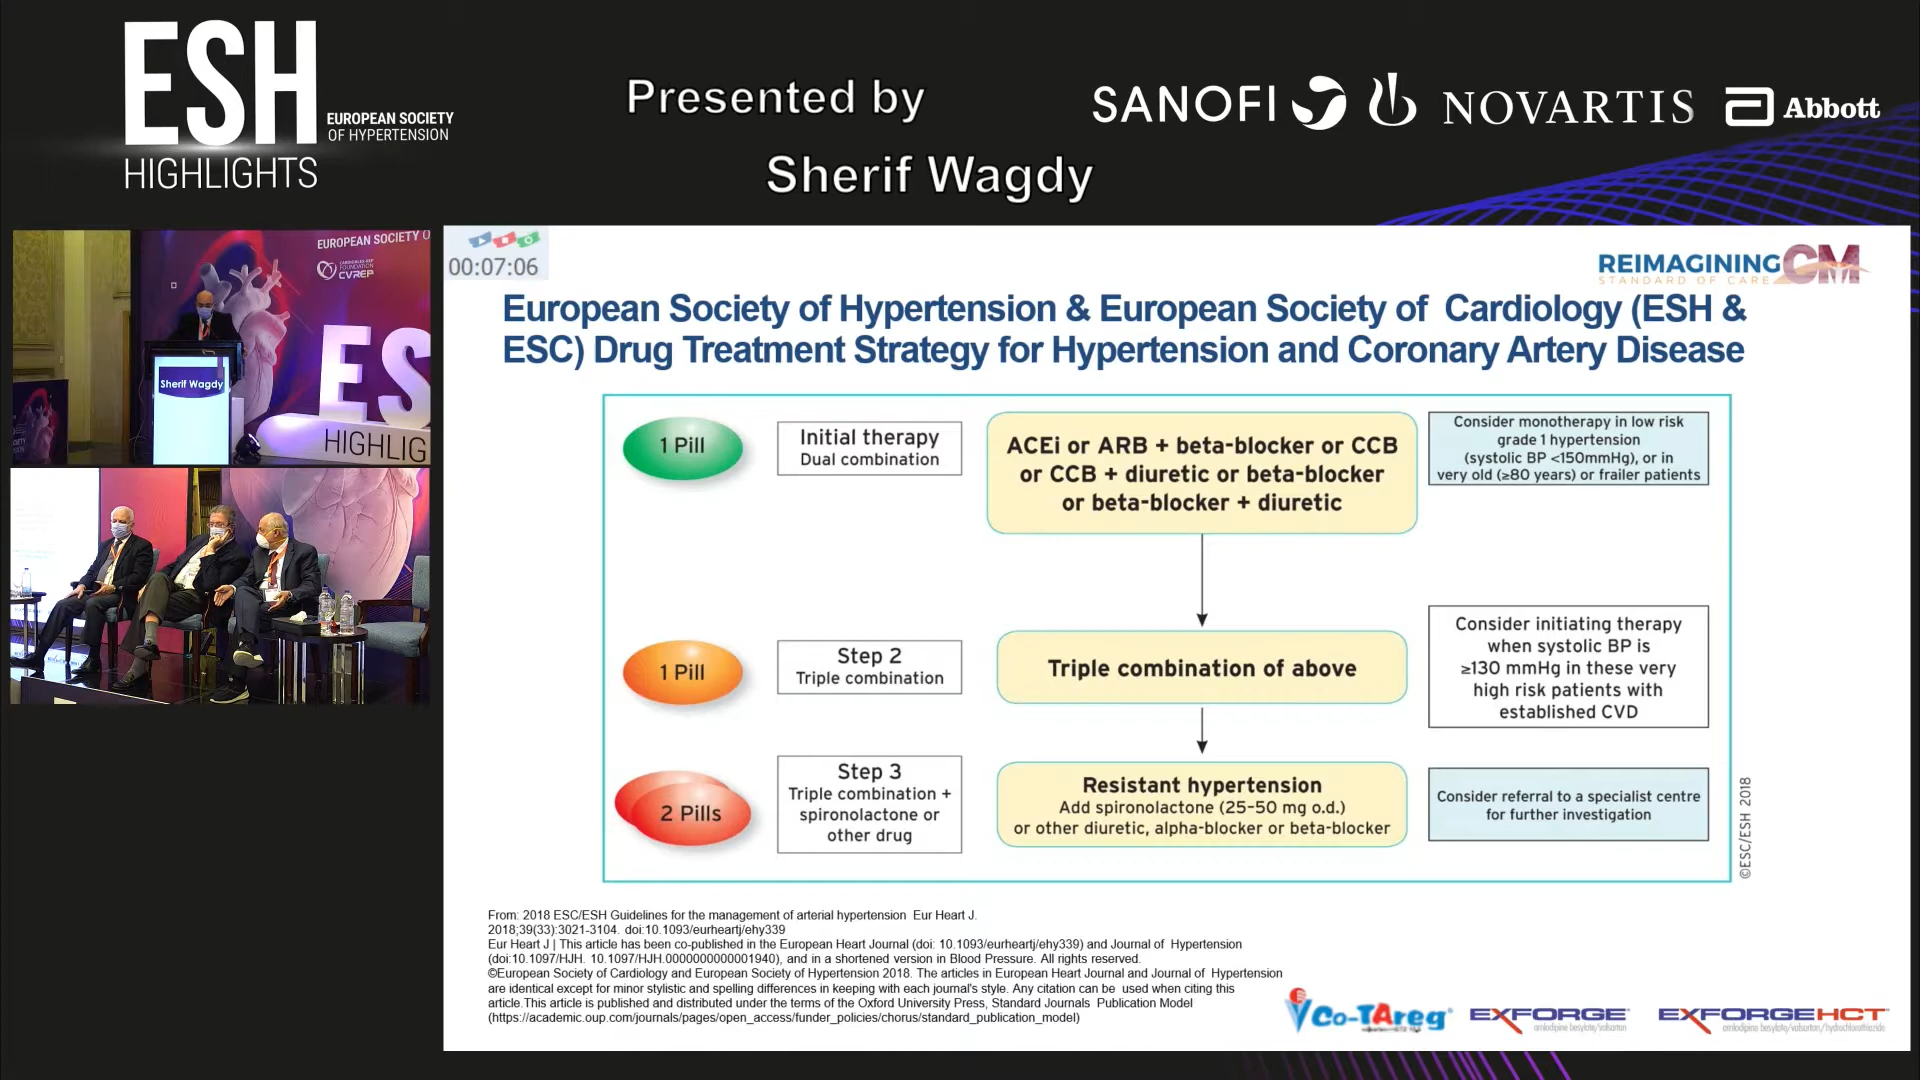 ESH
EUROPEAN SOCIETY
OF HYPERTENSION
HIGHLIGHTS
Presented by
Sherif Wagdy
SANOFI
NOVARTIS
Abbott
EUROPEAN SOCIETY O
FOUNDATION
CVREP
Sherif Wagdy
ES
HIGHLIG
00:07:06
REIMAGINING CM
STANDARD OF CARE
European Society of Hypertension & European Society of Cardiology (ESH &
ESC) Drug Treatment Strategy for Hypertension and Coronary Artery Disease
1 Pill
Initial therapy
Dual combination
ACEi or ARB + beta-blocker or CCB
or CCB + diuretic or beta-blocker
or beta-blocker + diuretic
Consider monotherapy in low risk
grade 1 hypertension
(systolic BP <150mmHg), or in
very old (≥80 years) or frailer patients
1 Pill
Step 2
Triple combination
Triple combination of above
Consider initiating therapy
when systolic BP is
≥130 mmHg in these very
high risk patients with
established CVD
2 Pills
Step 3
Triple combination +
spironolactone or
other drug
Resistant hypertension
Add spironolactone (25-50 mg o.d.)
or other diuretic, alpha-blocker or beta-blocker
Consider referral to a specialist centre
for further investigation
©ESC/ESH 2018
From: 2018 ESC/ESH Guidelines for the management of arterial hypertension Eur Heart J.
2018;39(33):3021-3104. doi:10.1093/eurheartj/ehy339
Eur Heart J | This article has been co-published in the European Heart Journal (doi: 10.1093/eurheartj/ehy339) and Journal of Hypertension
(doi:10.1097/HJH. 10.1097/HJH.0000000000001940), and in a shortened version in Blood Pressure. All rights reserved.
©European Society of Cardiology and European Society of Hypertension 2018. The articles in European Heart Journal and Journal of Hypertension
are identical except for minor stylistic and spelling differences in keeping with each journal's style. Any citation can be used when citing this
article.This article is published and distributed under the terms of the Oxford University Press, Standard Journals Publication Model
(https://academic.oup.com/journals/pages/open_access/funder_policies/chorus/standard_publication_model)
Co-TAreg
EXFORGE
amlodipine besylate/valsartan
EXFORGE HCT
amlodipine besylate/valsartan/hydrochlorothiazide